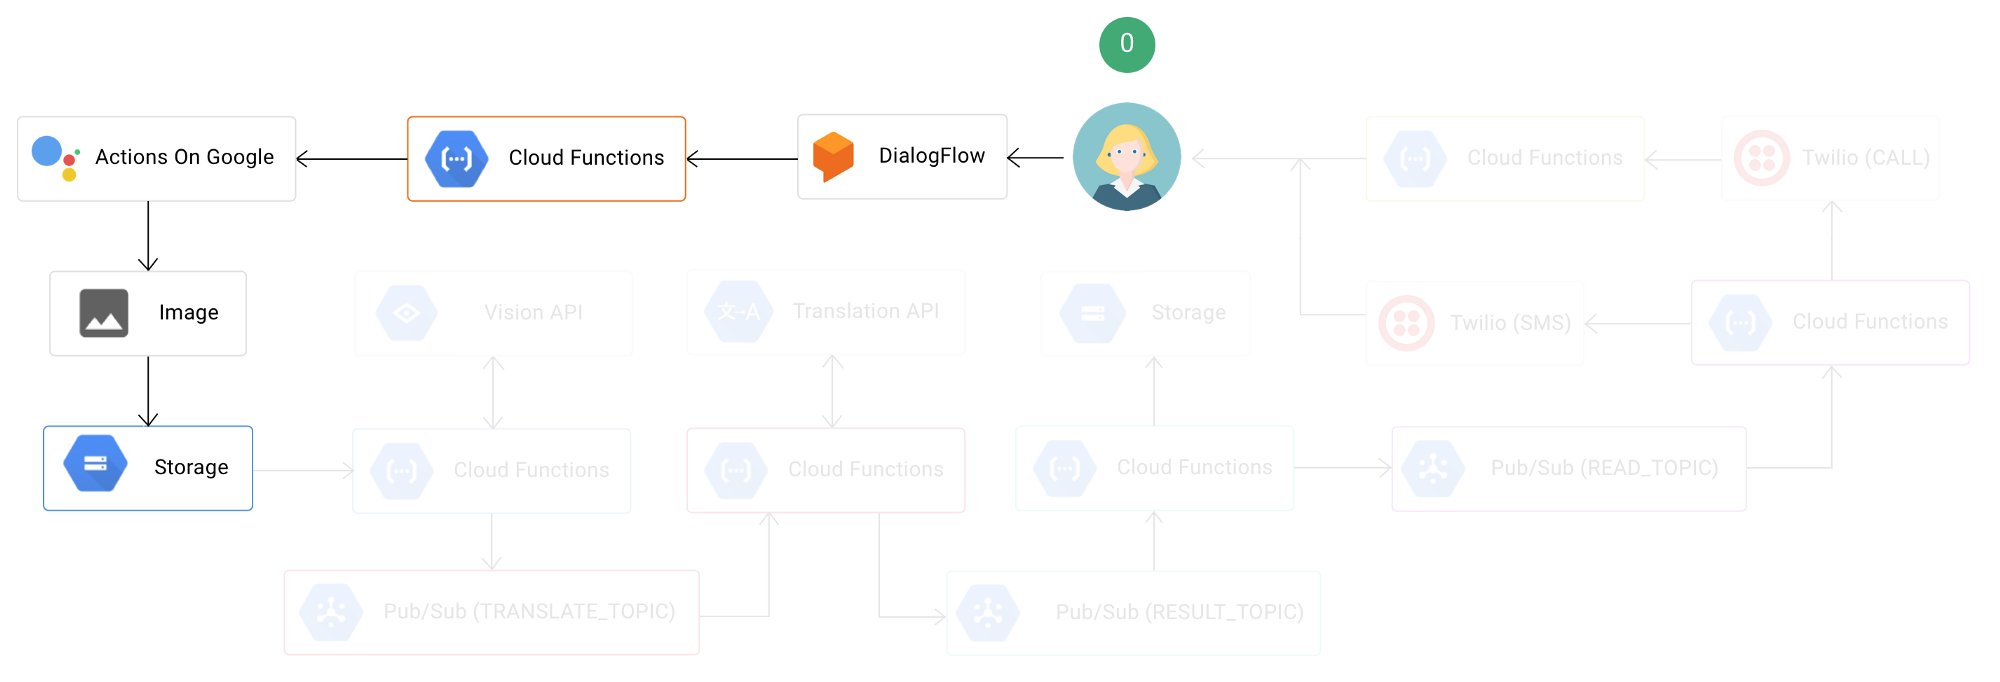 0
Actions On Google
Cloud Functions
DialogFlow
Cloud Functions
Twilio (CALL)
Image
Vision API
文→A
Translation API
Storage
Twilio (SMS)
Cloud Functions
Storage
Cloud Functions
Cloud Functions
Cloud Functions
Pub/Sub (READ_TOPIC)
Pub/Sub (TRANSLATE_TOPIC)
Pub/Sub (RESULT_TOPIC)